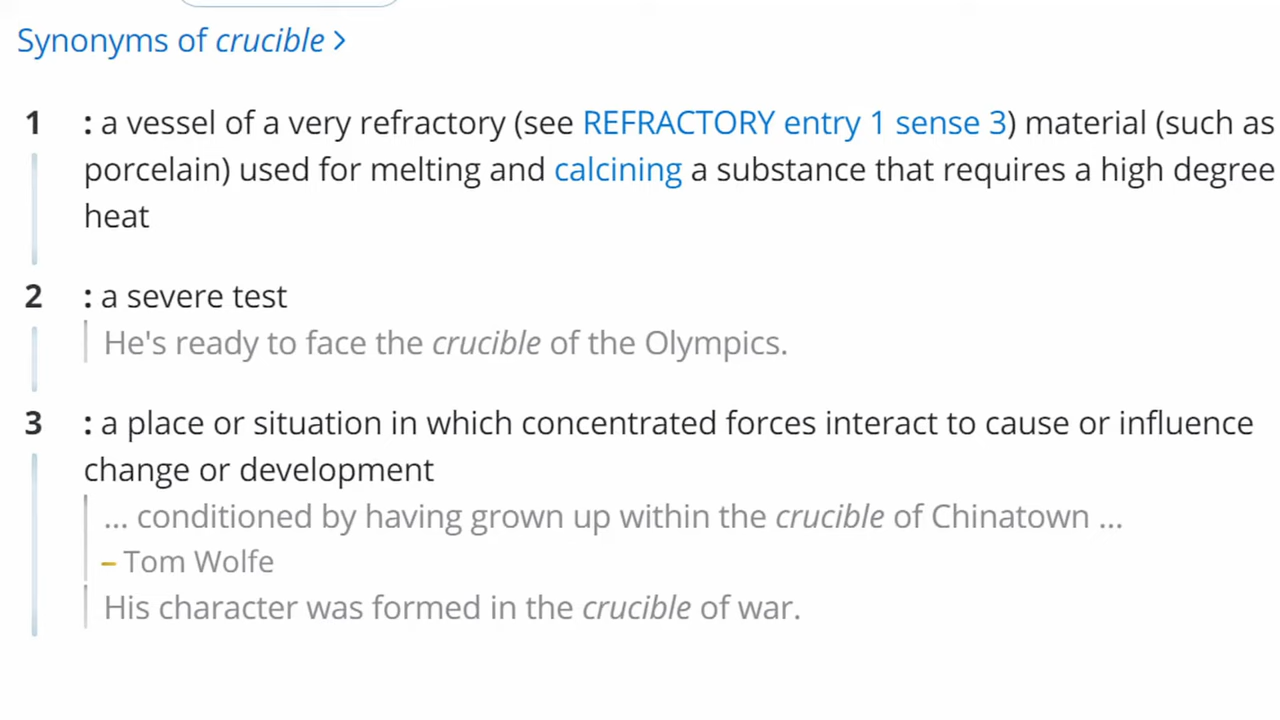 Synonyms of crucible >
1 : a vessel of a very refractory (see REFRACTORY entry 1 sense 3) material (such as
porcelain) used for melting and calcining a substance that requires a high degree
heat
2 : a severe test
He's ready to face the crucible of the Olympics.
3 : a place or situation in which concentrated forces interact to cause or influence
change or development
... conditioned by having grown up within the crucible of Chinatown ...
– Tom Wolfe
His character was formed in the crucible of war.